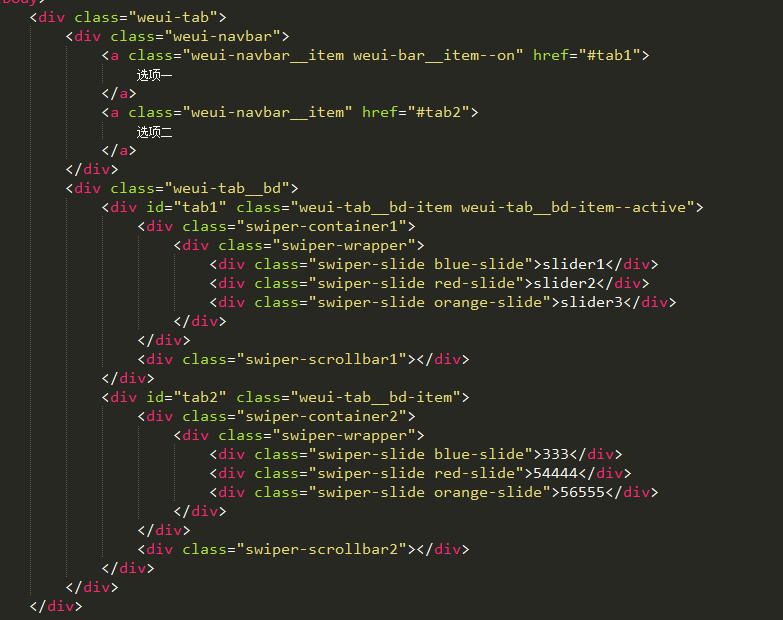 body>
<div class="weui-tab">
<div class="weui-navbar">
<a class="weui-navbar__item weui-bar__item--on" href="#tab1">
选项一
</a>
<a class="weui-navbar__item" href="#tab2">
选项二
</a>
</div>
<div class="weui-tab__bd">
<div id="tab1" class="weui-tab__bd-item weui-tab__bd-item--active">
<div class="swiper-container1">
<div class="swiper-wrapper">
<div class="swiper-slide blue-slide">slider1</div>
<div class="swiper-slide red-slide">slider2</div>
<div class="swiper-slide orange-slide">slider3</div>
</div>
</div>
<div class="swiper-scrollbar1"></div>
</div>
<div id="tab2" class="weui-tab__bd-item">
<div class="swiper-container2">
<div class="swiper-wrapper">
<div class="swiper-slide blue-slide">333</div>
<div class="swiper-slide red-slide">54444</div>
<div class="swiper-slide orange-slide">56555</div>
</div>
</div>
<div class="swiper-scrollbar2"></div>
</div>
</div>
</div>